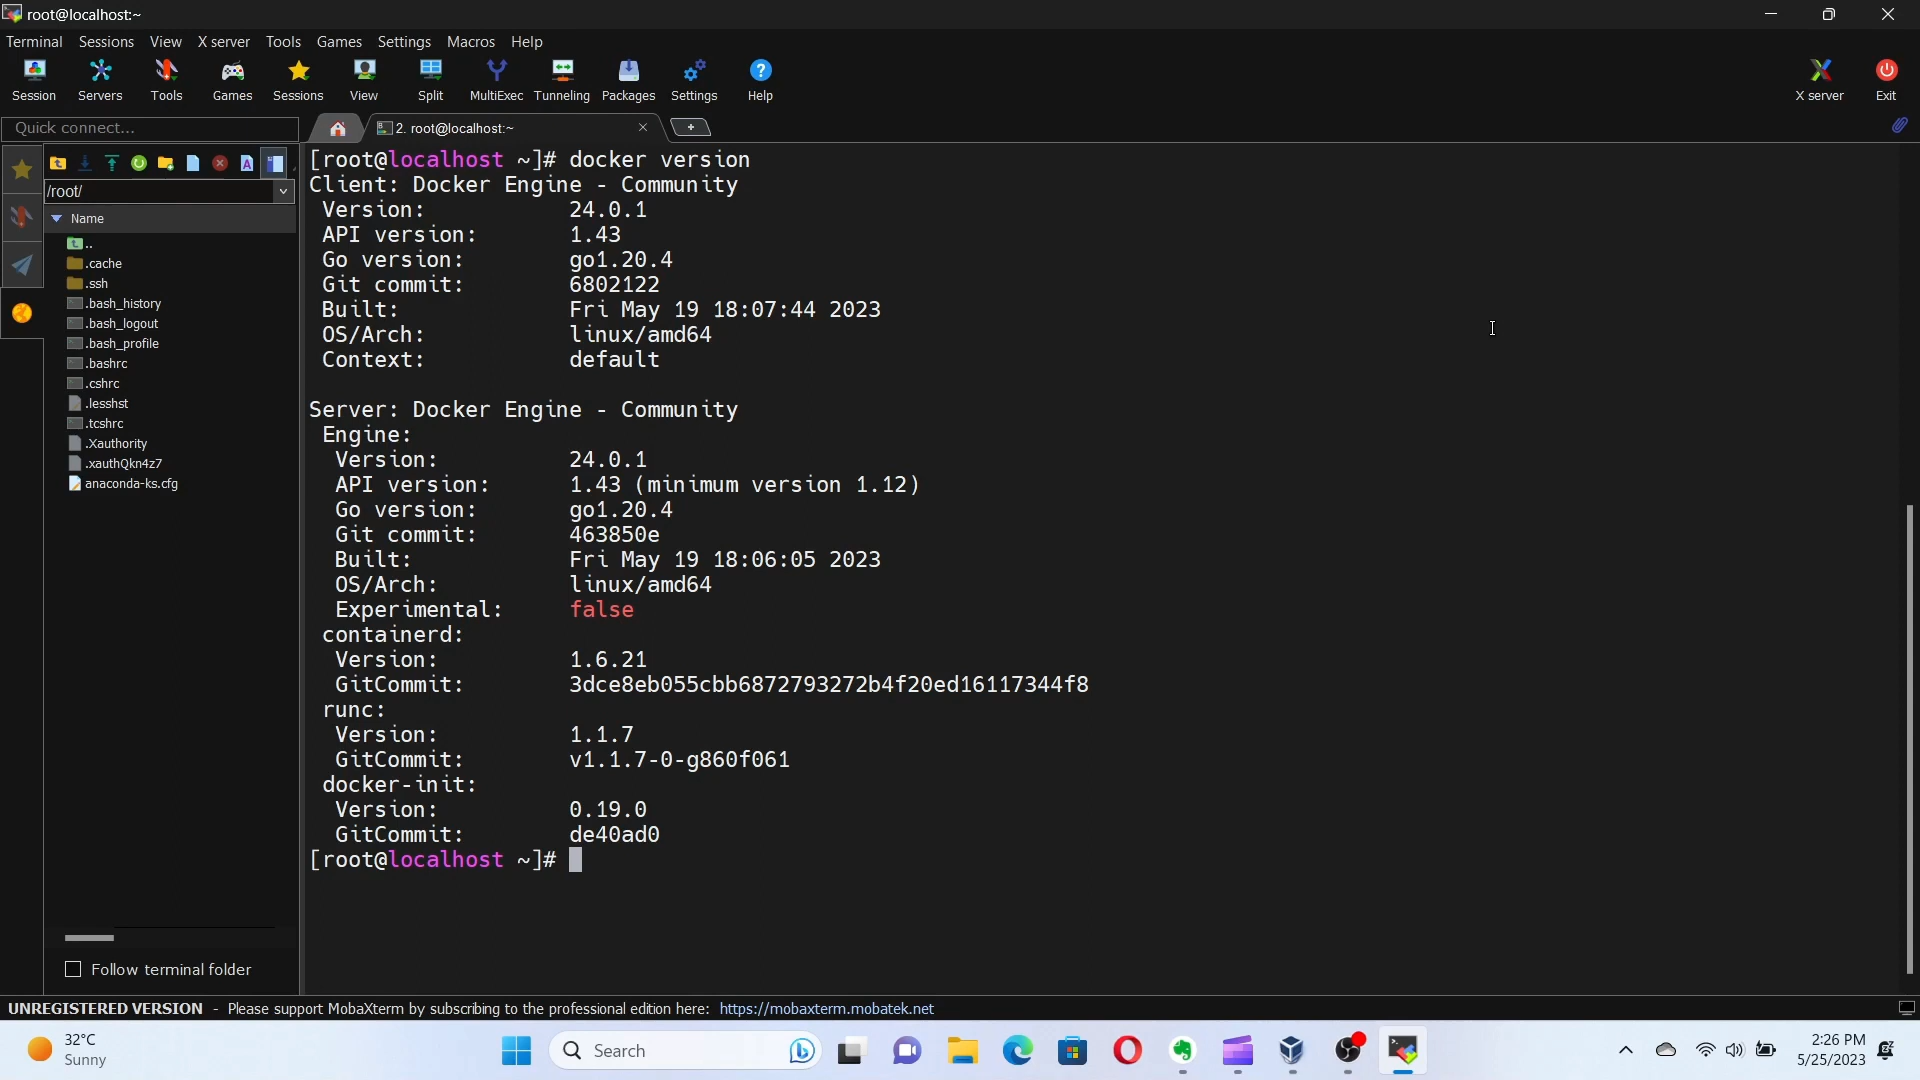 root@localhost:~
Terminal Sessions View X server Tools Games Settings Macros Help
Session Servers Tools Games Sessions View Split MultiExec Tunneling Packages Settings Help X server Exit
Quick connect...
2. root@localhost:~
/root/
Name
..
.cache
.ssh
.bash_history
.bash_logout
.bash_profile
.bashrc
.cshrc
.lesshst
.tcshrc
.Xauthority
.xauthQkn4z7
anaconda-ks.cfg
Follow terminal folder
[root@localhost ~]# docker version
Client: Docker Engine - Community
Version: 24.0.1
API version: 1.43
Go version: go1.20.4
Git commit: 6802122
Built: Fri May 19 18:07:44 2023
OS/Arch: linux/amd64
Context: default
Server: Docker Engine - Community
Engine:
Version: 24.0.1
API version: 1.43 (minimum version 1.12)
Go version: go1.20.4
Git commit: 463850e
Built: Fri May 19 18:06:05 2023
OS/Arch: linux/amd64
Experimental: false
containerd:
Version: 1.6.21
GitCommit: 3dce8eb055cbb6872793272b4f20ed16117344f8
runc:
Version: 1.1.7
GitCommit: v1.1.7-0-g860f061
docker-init:
Version: 0.19.0
GitCommit: de40ad0
[root@localhost ~]#
UNREGISTERED VERSION - Please support MobaXterm by subscribing to the professional edition here: https://mobaxterm.mobatek.net
32°C
Sunny
Search
2:26 PM
5/25/2023